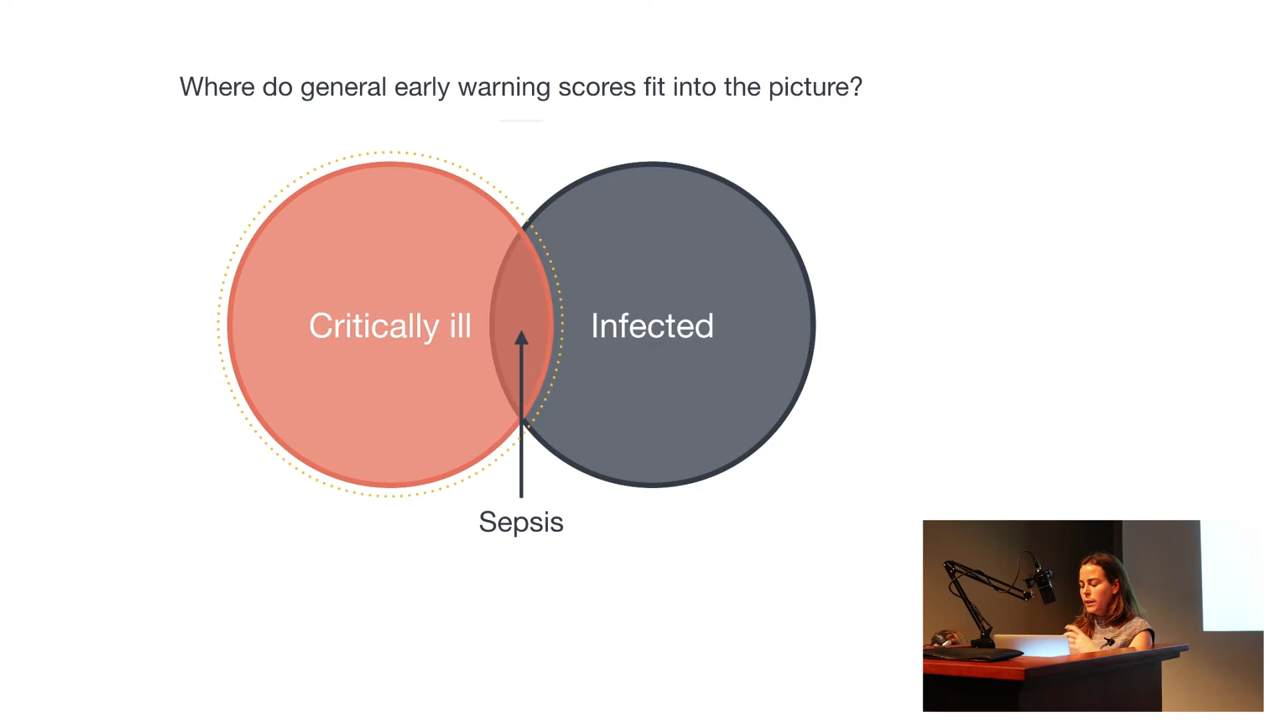 Where do general early warning scores fit into the picture?
Critically ill
Infected
Sepsis